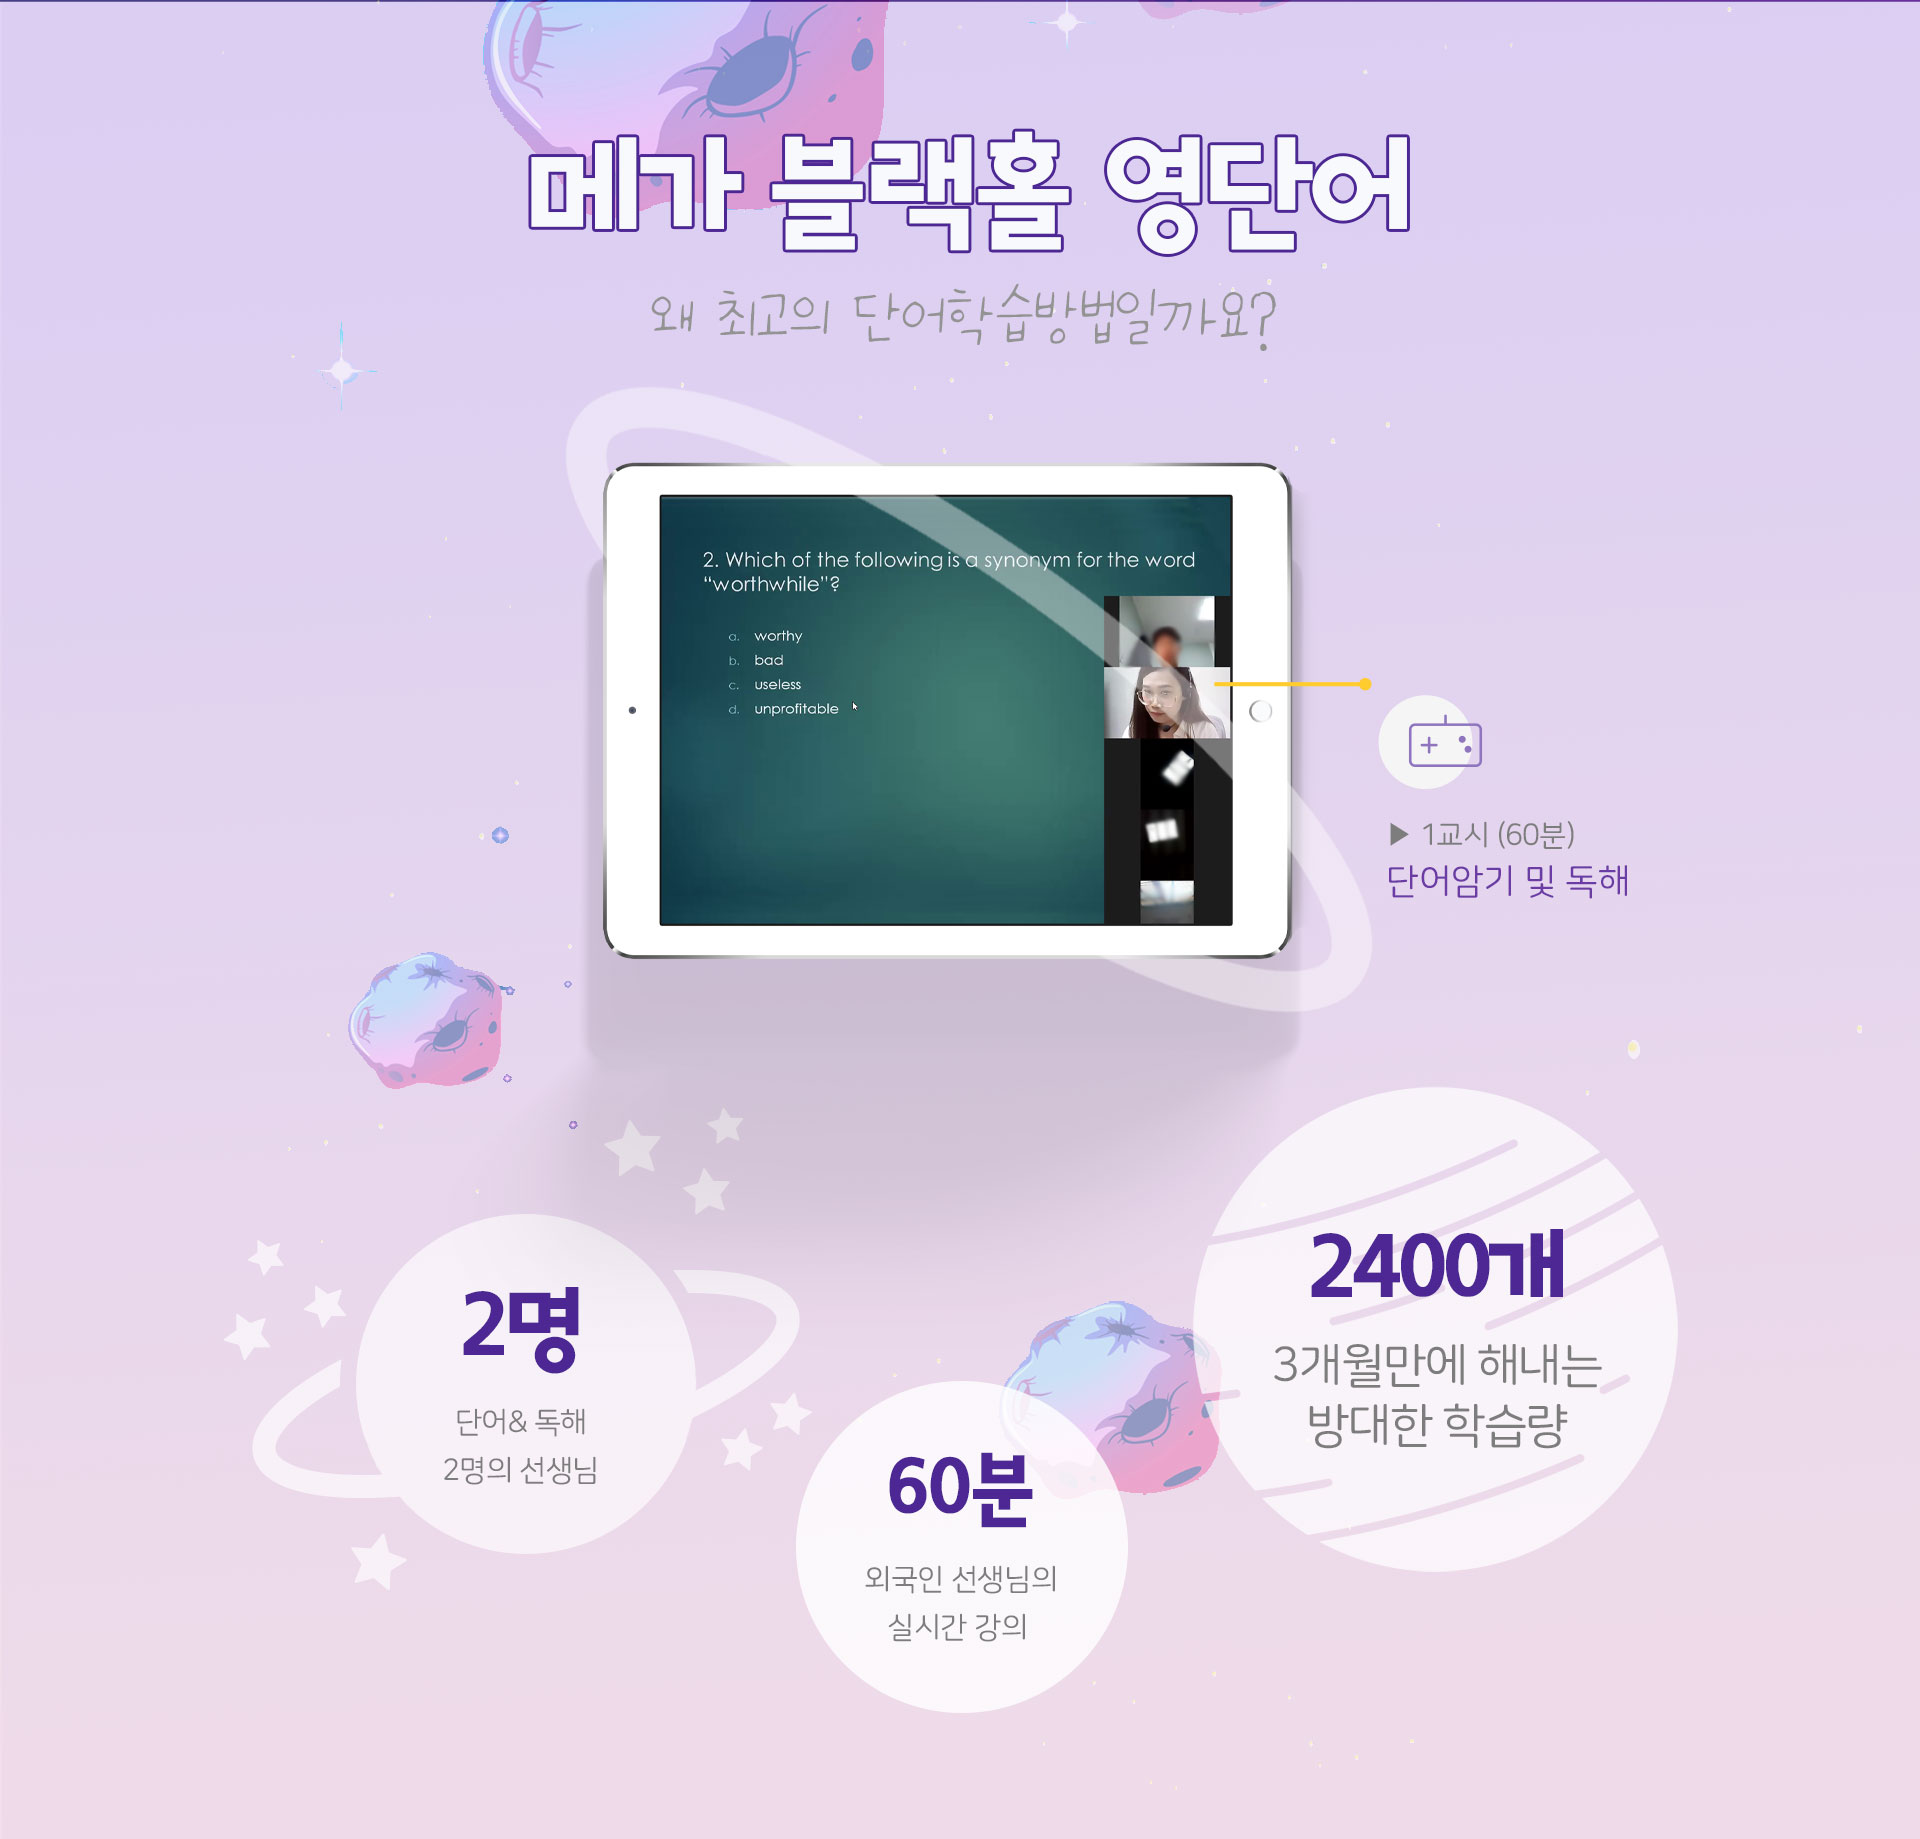 메가 블랙홀 영단어
왜 최고의 단어학습방법일까요?
2. Which of the following is a synonym for the word
“worthwhile”?
a. worthy
b. bad
c. useless
d. unprofitable
▶ 1교시 (60분)
단어암기 및 독해
2명
단어& 독해
2명의 선생님
60분
외국인 선생님의
실시간 강의
2400개
3개월만에 해내는
방대한 학습량